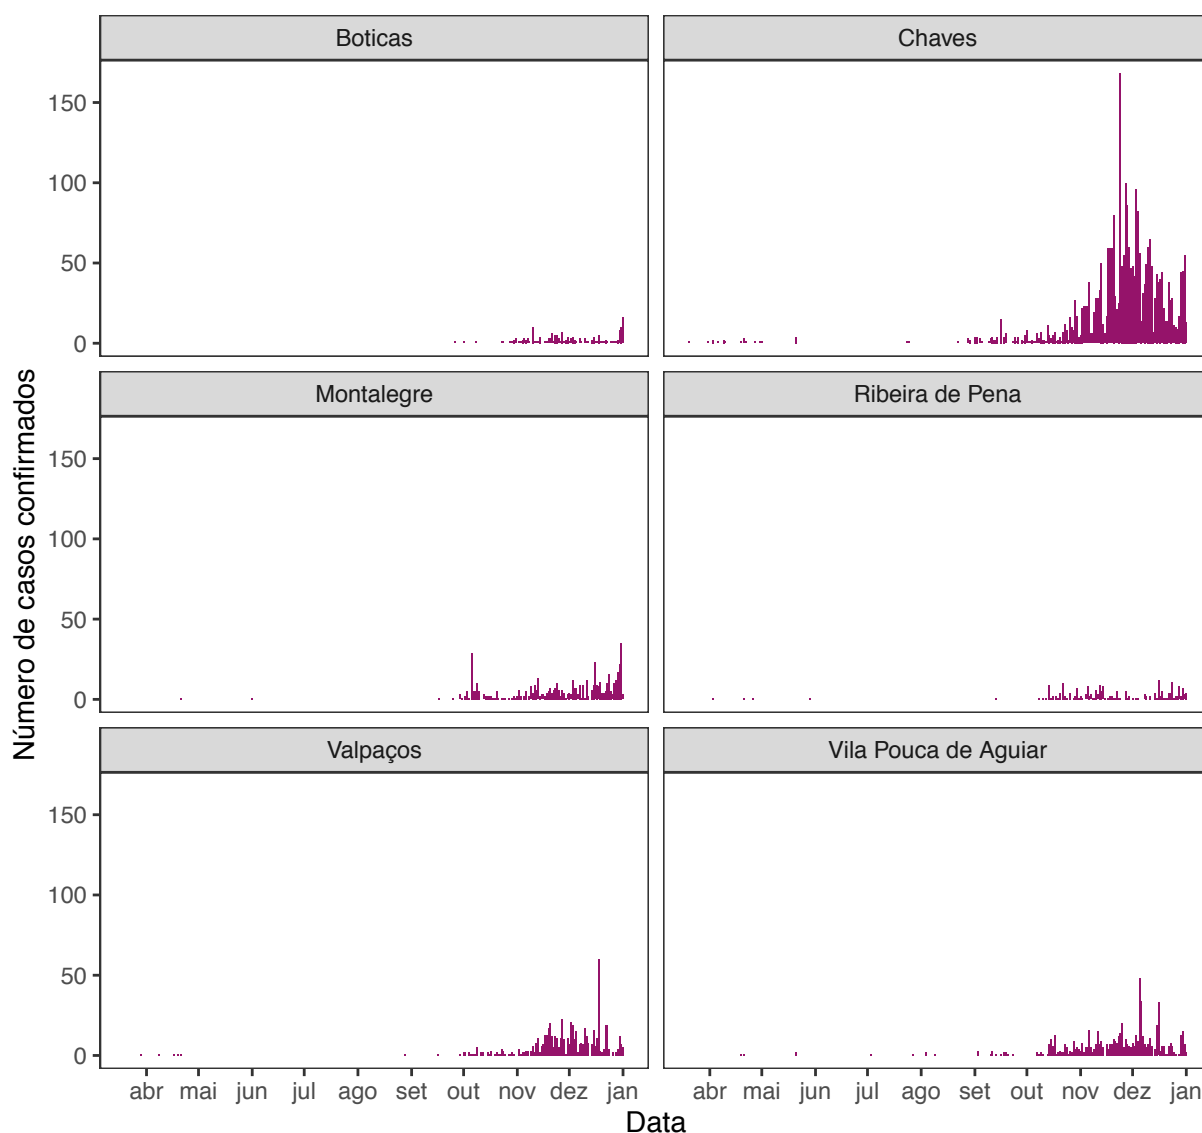 Boticas
Chaves
150
100
50
0
Montalegre
Ribeira de Pena
150
100
50
0
Valpaços
Vila Pouca de Aguiar
150
100
50
0
abr mai jun jul ago set out nov dez jan
abr mai jun jul ago set out nov dez jan
Data
Número de casos confirmados